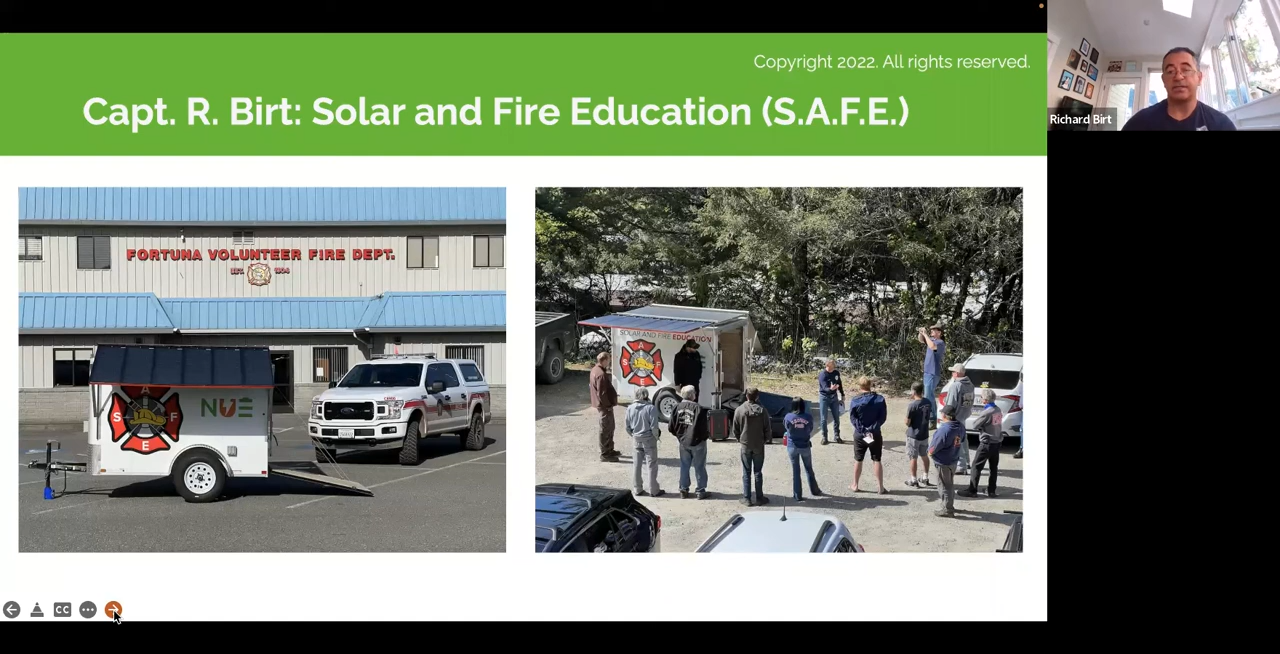 Copyright 2022. All rights reserved.
Capt. R. Birt: Solar and Fire Education (S.A.F.E.)
Richard Birt
FORTUNA VOLUNTEER FIRE DEPT.
A
S F
E
SOLAR AND FIRE EDUCATION
A
S F
E
CC